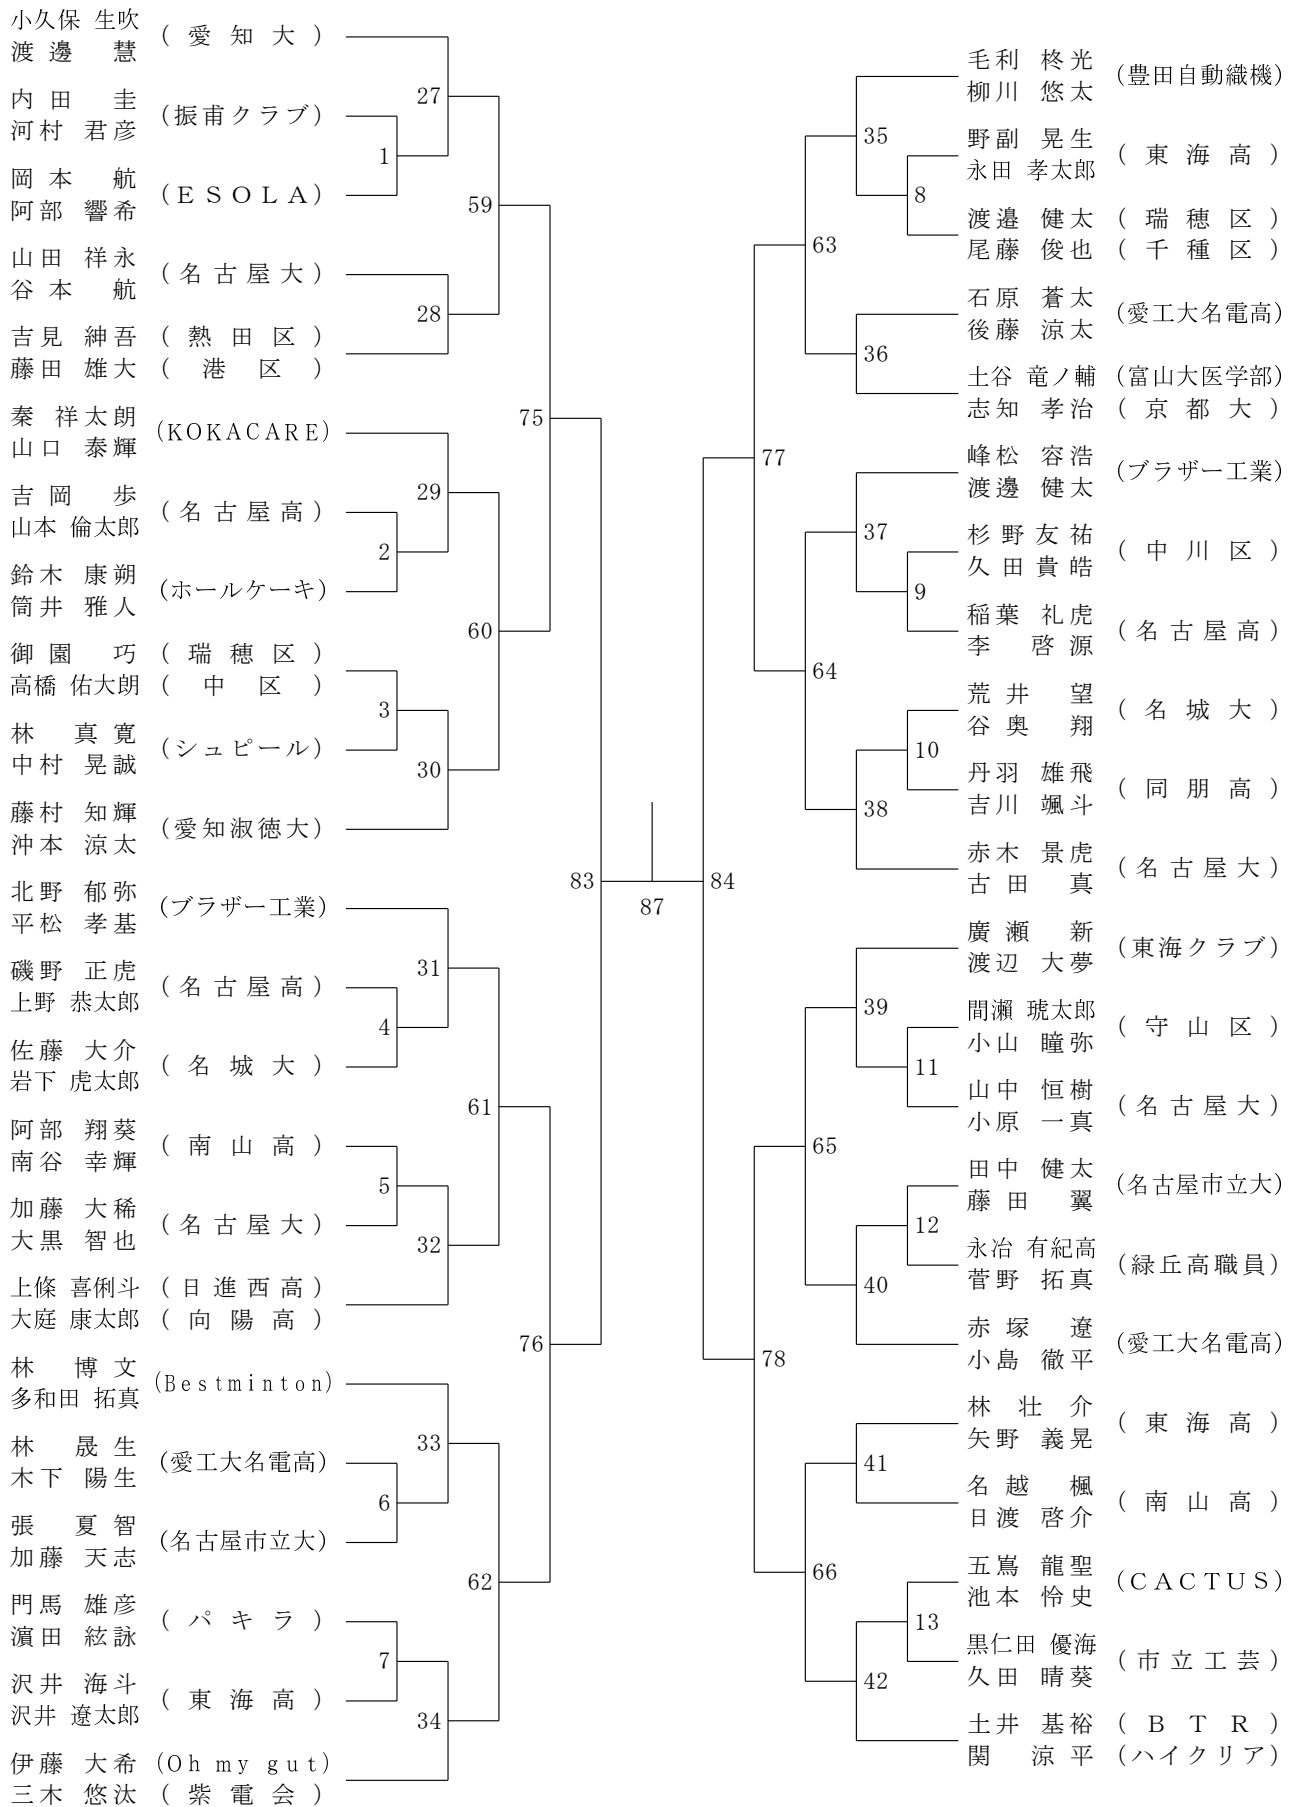 小久保 生吹
渡邊 慧 (愛知大)
内田 圭
河村 君彦 (振甫クラブ)
岡本 航
阿部 響希 (ESOLA)
山田 祥永
谷本 航 (名古屋大)
吉見 紳吾 (熱田区)
藤田 雄大 (港区)
秦 祥太朗
山口 泰輝 (KOKACARE)
吉岡 歩
山本 倫太郎 (名古屋高)
鈴木 康朔
筒井 雅人 (ホールケーキ)
御園 巧 (瑞穂区)
高橋 佑大朗 (中区)
林 真寛
中村 晃誠 (シュピール)
藤村 知輝
沖本 涼太 (愛知淑徳大)
北野 郁弥
平松 孝基 (ブラザー工業)
磯野 正虎
上野 恭太郎 (名古屋高)
佐藤 大介
岩下 虎太郎 (名城大)
阿部 翔葵
南谷 幸輝 (南山高)
加藤 大稀
大黒 智也 (名古屋大)
上條 喜俐斗 (日進西高)
大庭 康太郎 (向陽高)
林 博文
多和田 拓真 (Bestminton)
林 晟生
木下 陽生 (愛工大名電高)
張 夏智
加藤 天志 (名古屋市立大)
門馬 雄彦
濵田 絃詠 (パキラ)
沢井 海斗
沢井 遼太郎 (東海高)
伊藤 大希 (Oh my gut)
三木 悠汰 (紫電会)
27
1
59
28
75
29
2
60
3
30
83
31
4
61
5
32
76
33
6
62
7
34
87
84
35
8
63
36
77
37
9
64
10
38
39
11
65
12
40
78
41
66
13
42
毛利 柊光
柳川 悠太 (豊田自動織機)
野副 晃生
永田 孝太郎 (東海高)
渡邉 健太 (瑞穂区)
尾藤 俊也 (千種区)
石原 蒼太
後藤 涼太 (愛工大名電高)
土谷 竜ノ輔 (富山大医学部)
志知 孝治 (京都大)
峰松 容浩
渡邊 健太 (ブラザー工業)
杉野 友祐
久田 貴皓 (中川区)
稲葉 礼虎
李 啓源 (名古屋高)
荒井 望
谷奥 翔 (名城大)
丹羽 雄飛
吉川 颯斗 (同朋高)
赤木 景虎
古田 真 (名古屋大)
廣瀬 新
渡辺 大夢 (東海クラブ)
間瀬 琥太郎
小山 瞳弥 (守山区)
山中 恒樹
小原 一真 (名古屋大)
田中 健太
藤田 翼 (名古屋市立大)
永冶 有紀高
菅野 拓真 (緑丘高職員)
赤塚 遼
小島 徹平 (愛工大名電高)
林 壮介
矢野 義晃 (東海高)
名越 楓
日渡 啓介 (南山高)
五嶌 龍聖
池本 怜史 (CACTUS)
黒仁田 優海
久田 晴葵 (市立工芸)
土井 基裕 (BTR)
関 涼平 (ハイクリア)